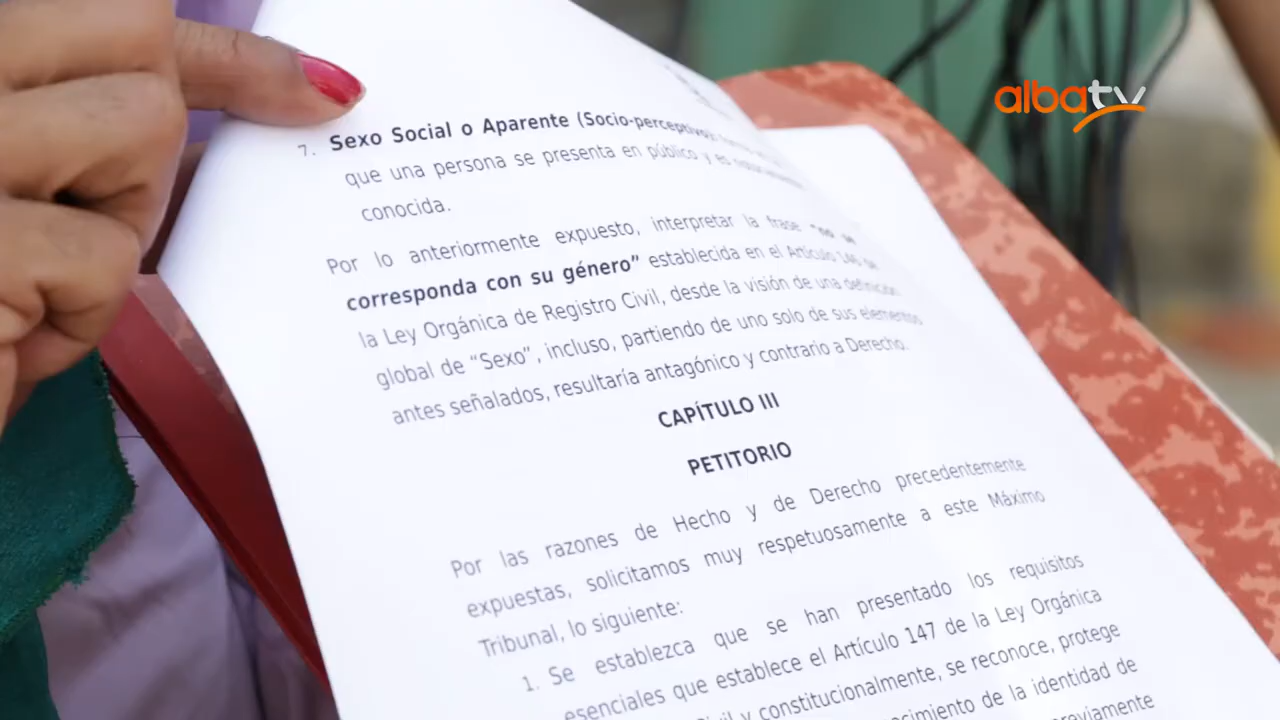 albatv
7. Sexo Social o Aparente (Socio-perceptivo):
que una persona se presenta en público y es
conocida.
Por lo anteriormente expuesto, interpretar la frase "no se
corresponda con su género" establecida en el Artículo 146 de
la Ley Orgánica de Registro Civil, desde la visión de una definición
global de "Sexo", incluso, partiendo de uno solo de sus elementos
antes señalados, resultaría antagónico y contrario a Derecho.
CAPÍTULO III
PETITORIO
Por las razones de Hecho y de Derecho precedentemente
expuestas, solicitamos muy respetuosamente a este Máximo
Tribunal, lo siguiente:
1. Se establezca que se han presentado los requisitos
esenciales que establece el Artículo 147 de la Ley Orgánica
Civil y constitucionalmente, se reconoce, protege
de la identidad de